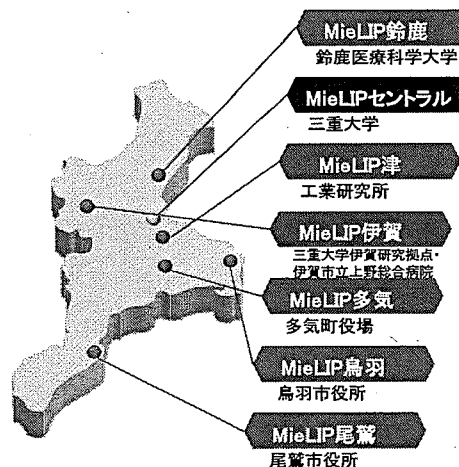 MieLIP鈴鹿
鈴鹿医療科学大学
MieLIPセントラル
三重大学
MieLIP津
工業研究所
MieLIP伊賀
三重大学伊賀研究拠点・
伊賀市立上野総合病院
MieLIP多気
多気町役場
MieLIP鳥羽
鳥羽市役所
MieLIP尾鷲
尾鷲市役所